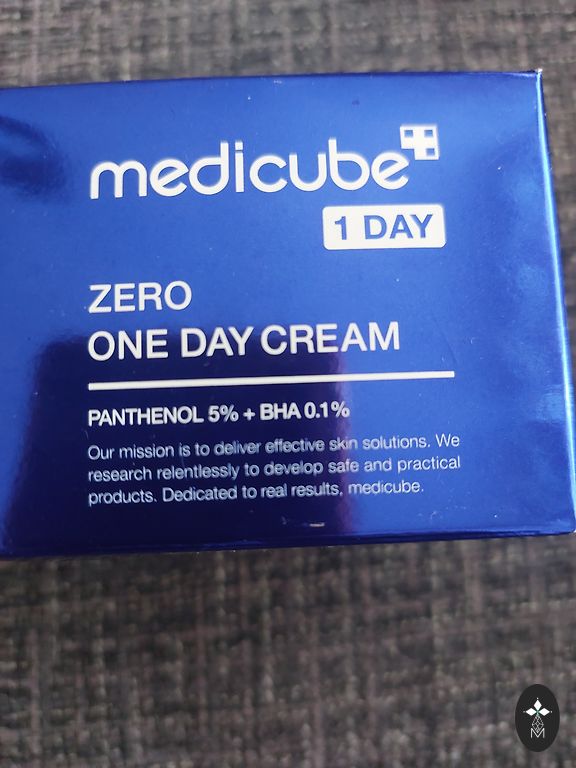 medicube
1 DAY
ZERO
ONE DAY CREAM
PANTHENOL 5% + BHA 0.1%
Our mission is to deliver effective skin solutions. We
research relentlessly to develop safe and practical
products. Dedicated to real results, medicube.
M